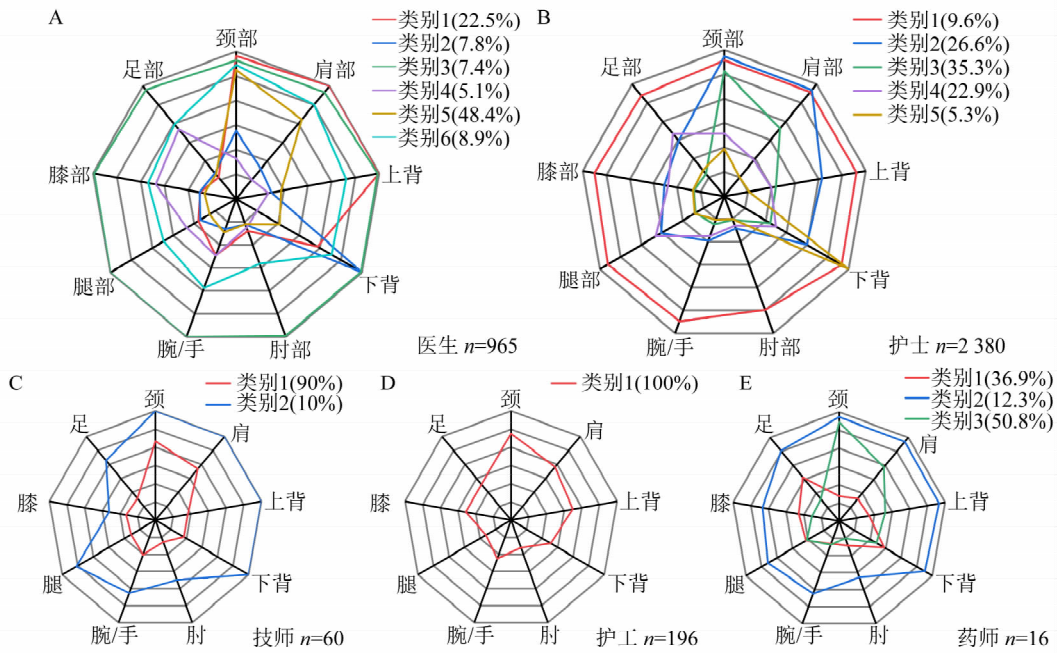 A
类别1(22.5%)
类别2(7.8%)
类别3(7.4%)
类别4(5.1%)
类别5(48.4%)
类别6(8.9%)
颈部
肩部
上背
下背
肘部
腕/手
腿部
膝部
足部
医生 n=965
B
类别1(9.6%)
类别2(26.6%)
类别3(35.3%)
类别4(22.9%)
类别5(5.3%)
颈部
肩部
上背
下背
肘部
腕/手
腿部
膝部
足部
护士 n=2 380
C
类别1(90%)
类别2(10%)
颈
肩
上背
下背
肘
腕/手
腿
膝
足
技师 n=60
D
类别1(100%)
颈
肩
上背
下背
肘
腕/手
腿
膝
足
护工 n=196
E
类别1(36.9%)
类别2(12.3%)
类别3(50.8%)
颈
肩
上背
下背
肘
腕/手
腿
膝
足
药师 n=16